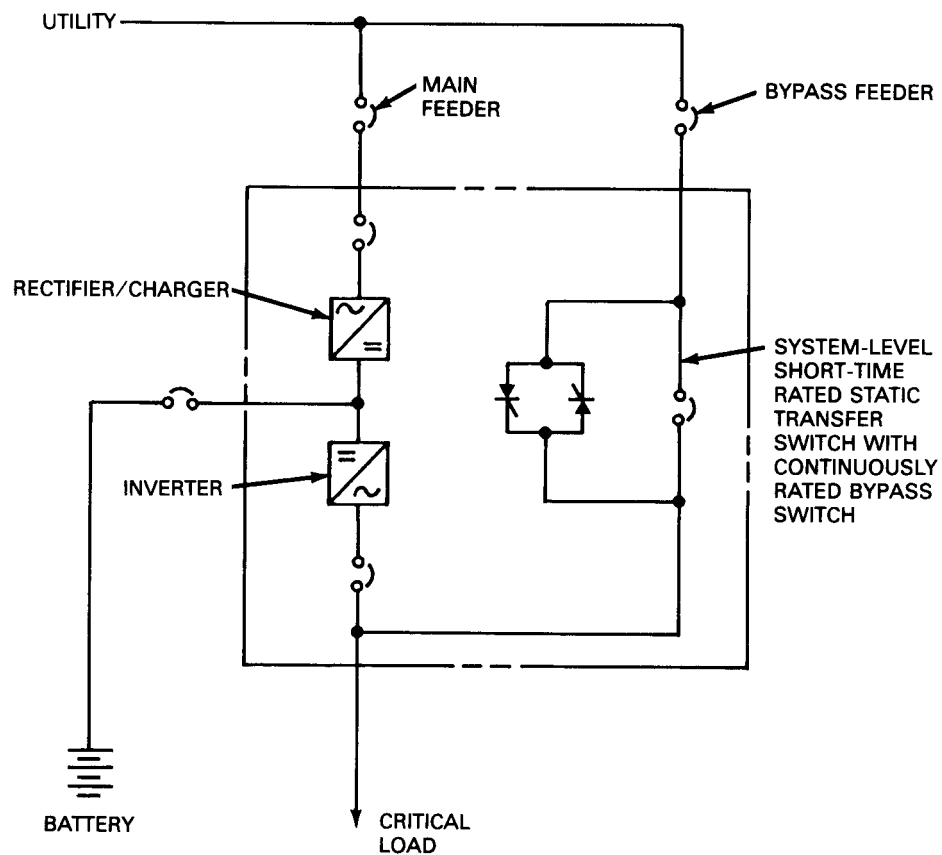 UTILITY
MAIN
FEEDER
BYPASS FEEDER
RECTIFIER/CHARGER
SYSTEM-LEVEL
SHORT-TIME
RATED STATIC
TRANSFER
SWITCH WITH
CONTINUOUSLY
RATED BYPASS
SWITCH
INVERTER
BATTERY
CRITICAL
LOAD